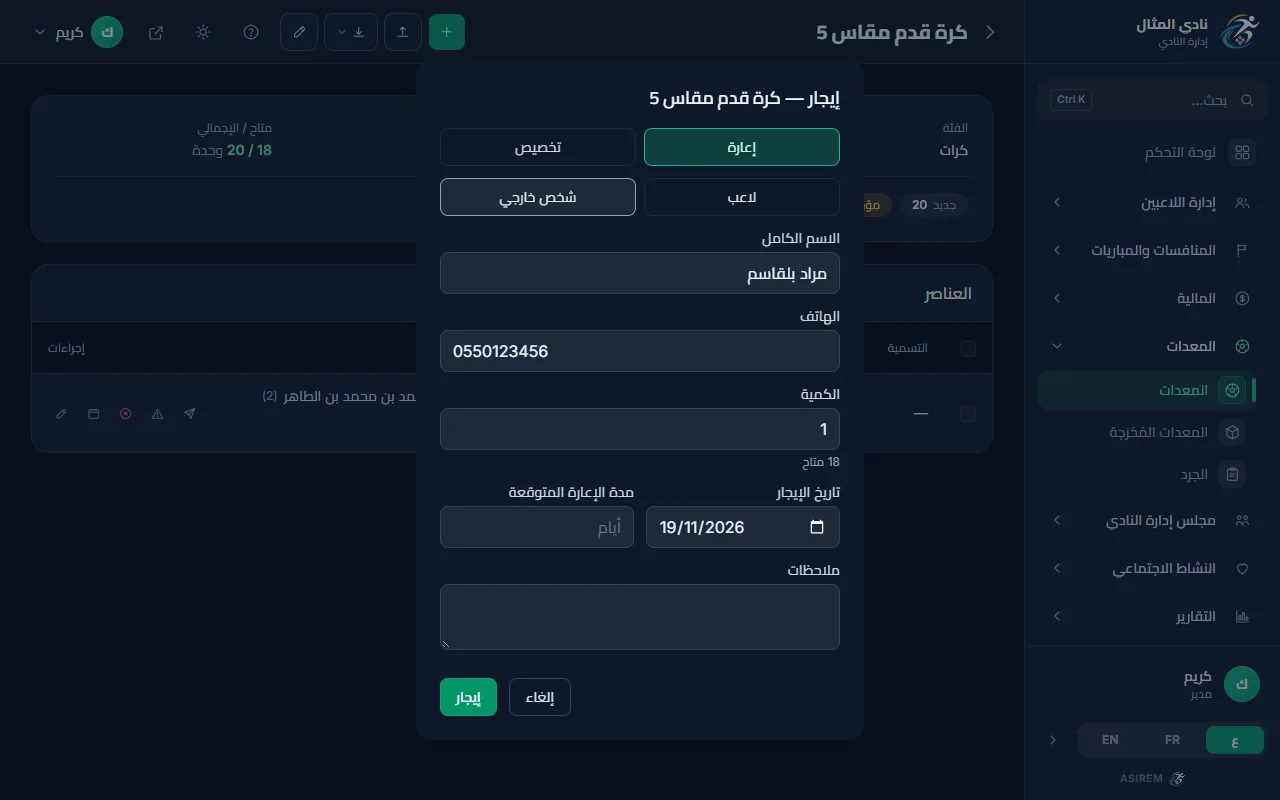 نادي المثال
إدارة النادي
بحث...
Ctrl K
لوحة التحكم
إدارة اللاعبين
المنافسات والمباريات
المالية
المعدات
المعدات
المعدات المُخرَجة
الجرد
مجلس إدارة النادي
النشاط الاجتماعي
التقارير
كريم
مدير
ع
FR
EN
ASIREM
كرة قدم مقاس 5
ك
كريم
الفئة
كرات
متاح / الإجمالي
18 / 20 وحدة
جديد 20
العناصر
التسمية
إجراءات
—
محمد بن الطاهر (2)
إيجار — كرة قدم مقاس 5
إعارة
تخصيص
لاعب
شخص خارجي
الاسم الكامل
مراد بلقاسم
الهاتف
0550123456
الكمية
1
18 متاح
تاريخ الإيجار
مدة الإعارة المتوقعة
19/11/2026
أيام
ملاحظات
إلغاء
إيجار